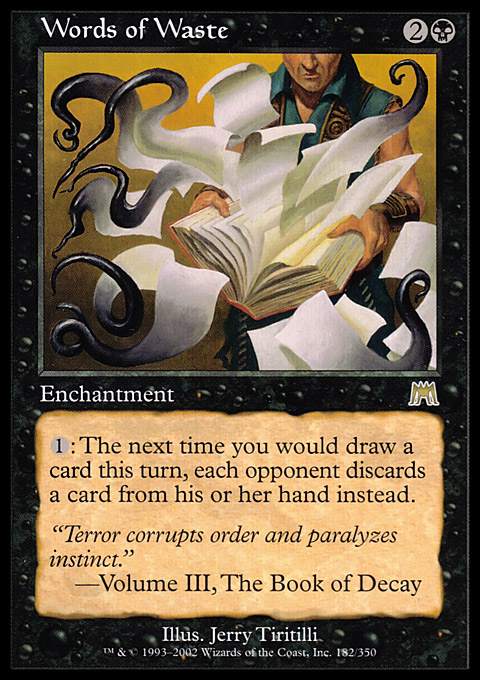 Words of Waste
2
Enchantment
1: The next time you would draw a
card this turn, each opponent discards
a card from his or her hand instead.
“Terror corrupts order and paralyzes
instinct.”
—Volume III, The Book of Decay
Illus. Jerry Tiritilli
™ & © 1993–2002 Wizards of the Coast, Inc. 182/350